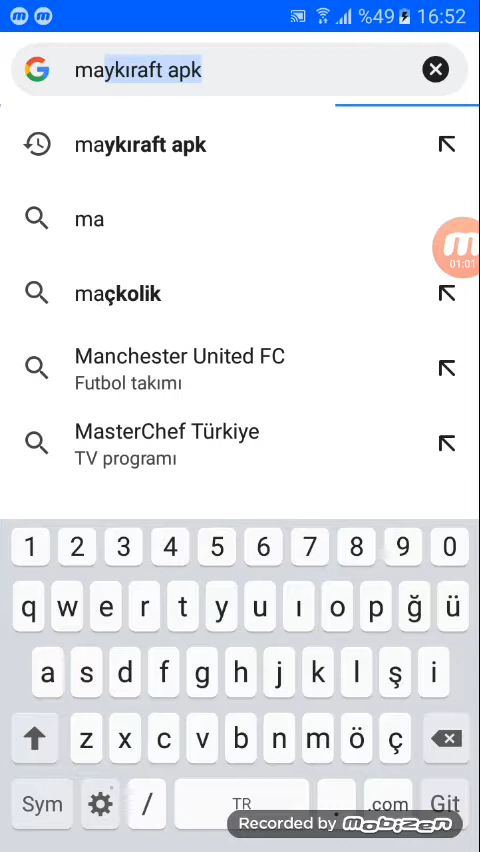 %49 16:52
maykıraft apk
maykıraft apk
ma
maçkolik
01:01
Manchester United FC
Futbol takımı
MasterChef Türkiye
TV programı
1 2 3 4 5 6 7 8 9 0
q w e r t y u ı o p ğ ü
a s d f g h j k l ş i
z x c v b n m ö ç
Sym / TR . .com Git
Recorded by mobizen